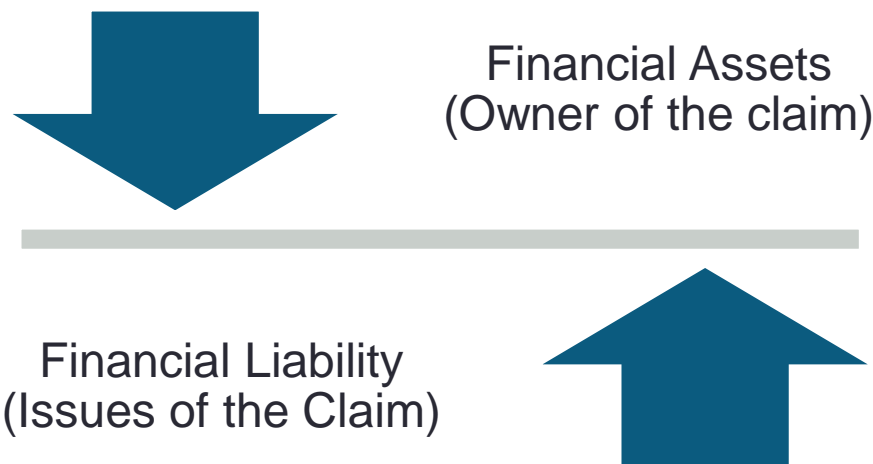 Financial Assets
(Owner of the claim)
Financial Liability
(Issues of the Claim)